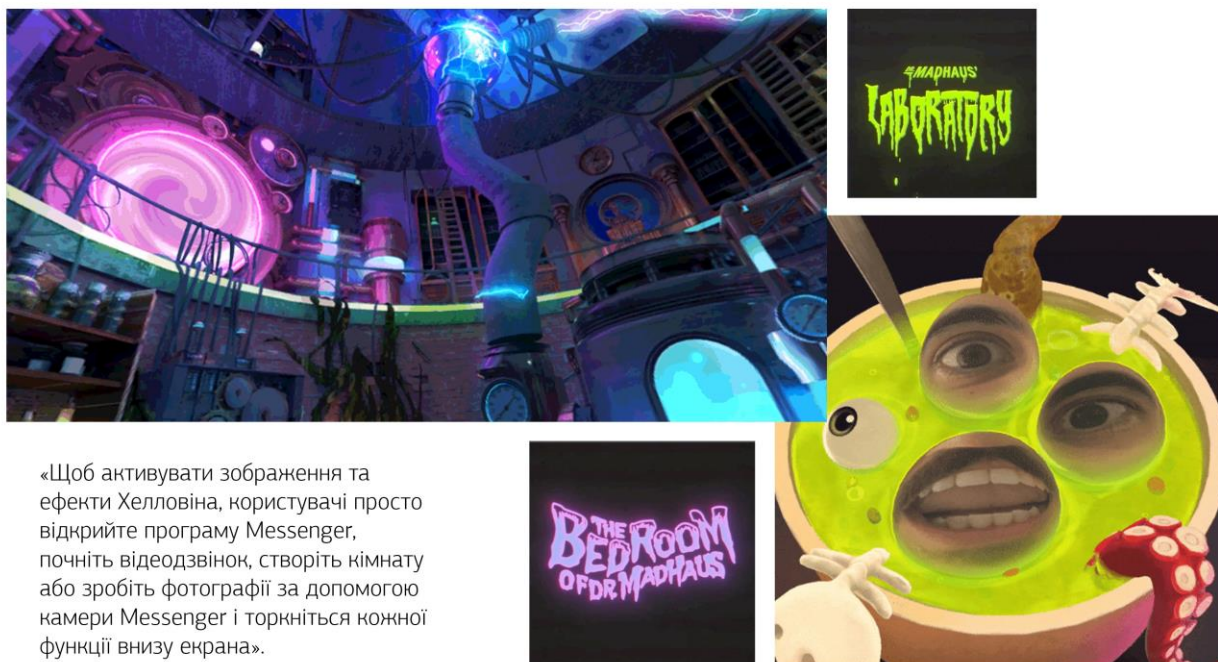 MADHAUS'
LABORATORY
«Щоб активувати зображення та
ефекти Хелловіна, користувачі просто
відкрийте програму Messenger,
почніть відеодзвінок, створіть кімнату
або зробіть фотографії за допомогою
камери Messenger і торкніться кожної
функції внизу екрана».
THE
BEDROOM
OF DR MADHAUS